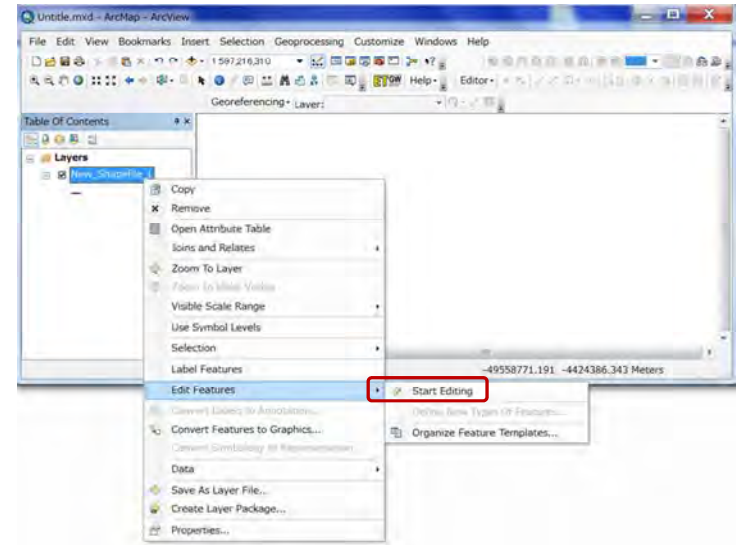 Untitle.mxd - ArcMap - ArcView
File Edit View Bookmarks Insert Selection Geoprocessing Customize Windows Help
1:597,216,310
Help Editor
Georeferencing Layer:
Table Of Contents
Layers
New_Shapefile_L
Copy
Remove
Open Attribute Table
Joins and Relates
Zoom To Layer
Zoom To Make Visible
Visible Scale Range
Use Symbol Levels
Selection
Label Features
-49558771.191 -4424386.343 Meters
Edit Features
Start Editing
Convert Labels to Annotation...
Define New Types Of Features...
Convert Features to Graphics...
Organize Feature Templates...
Convert Symbology to Representation...
Data
Save As Layer File...
Create Layer Package...
Properties...